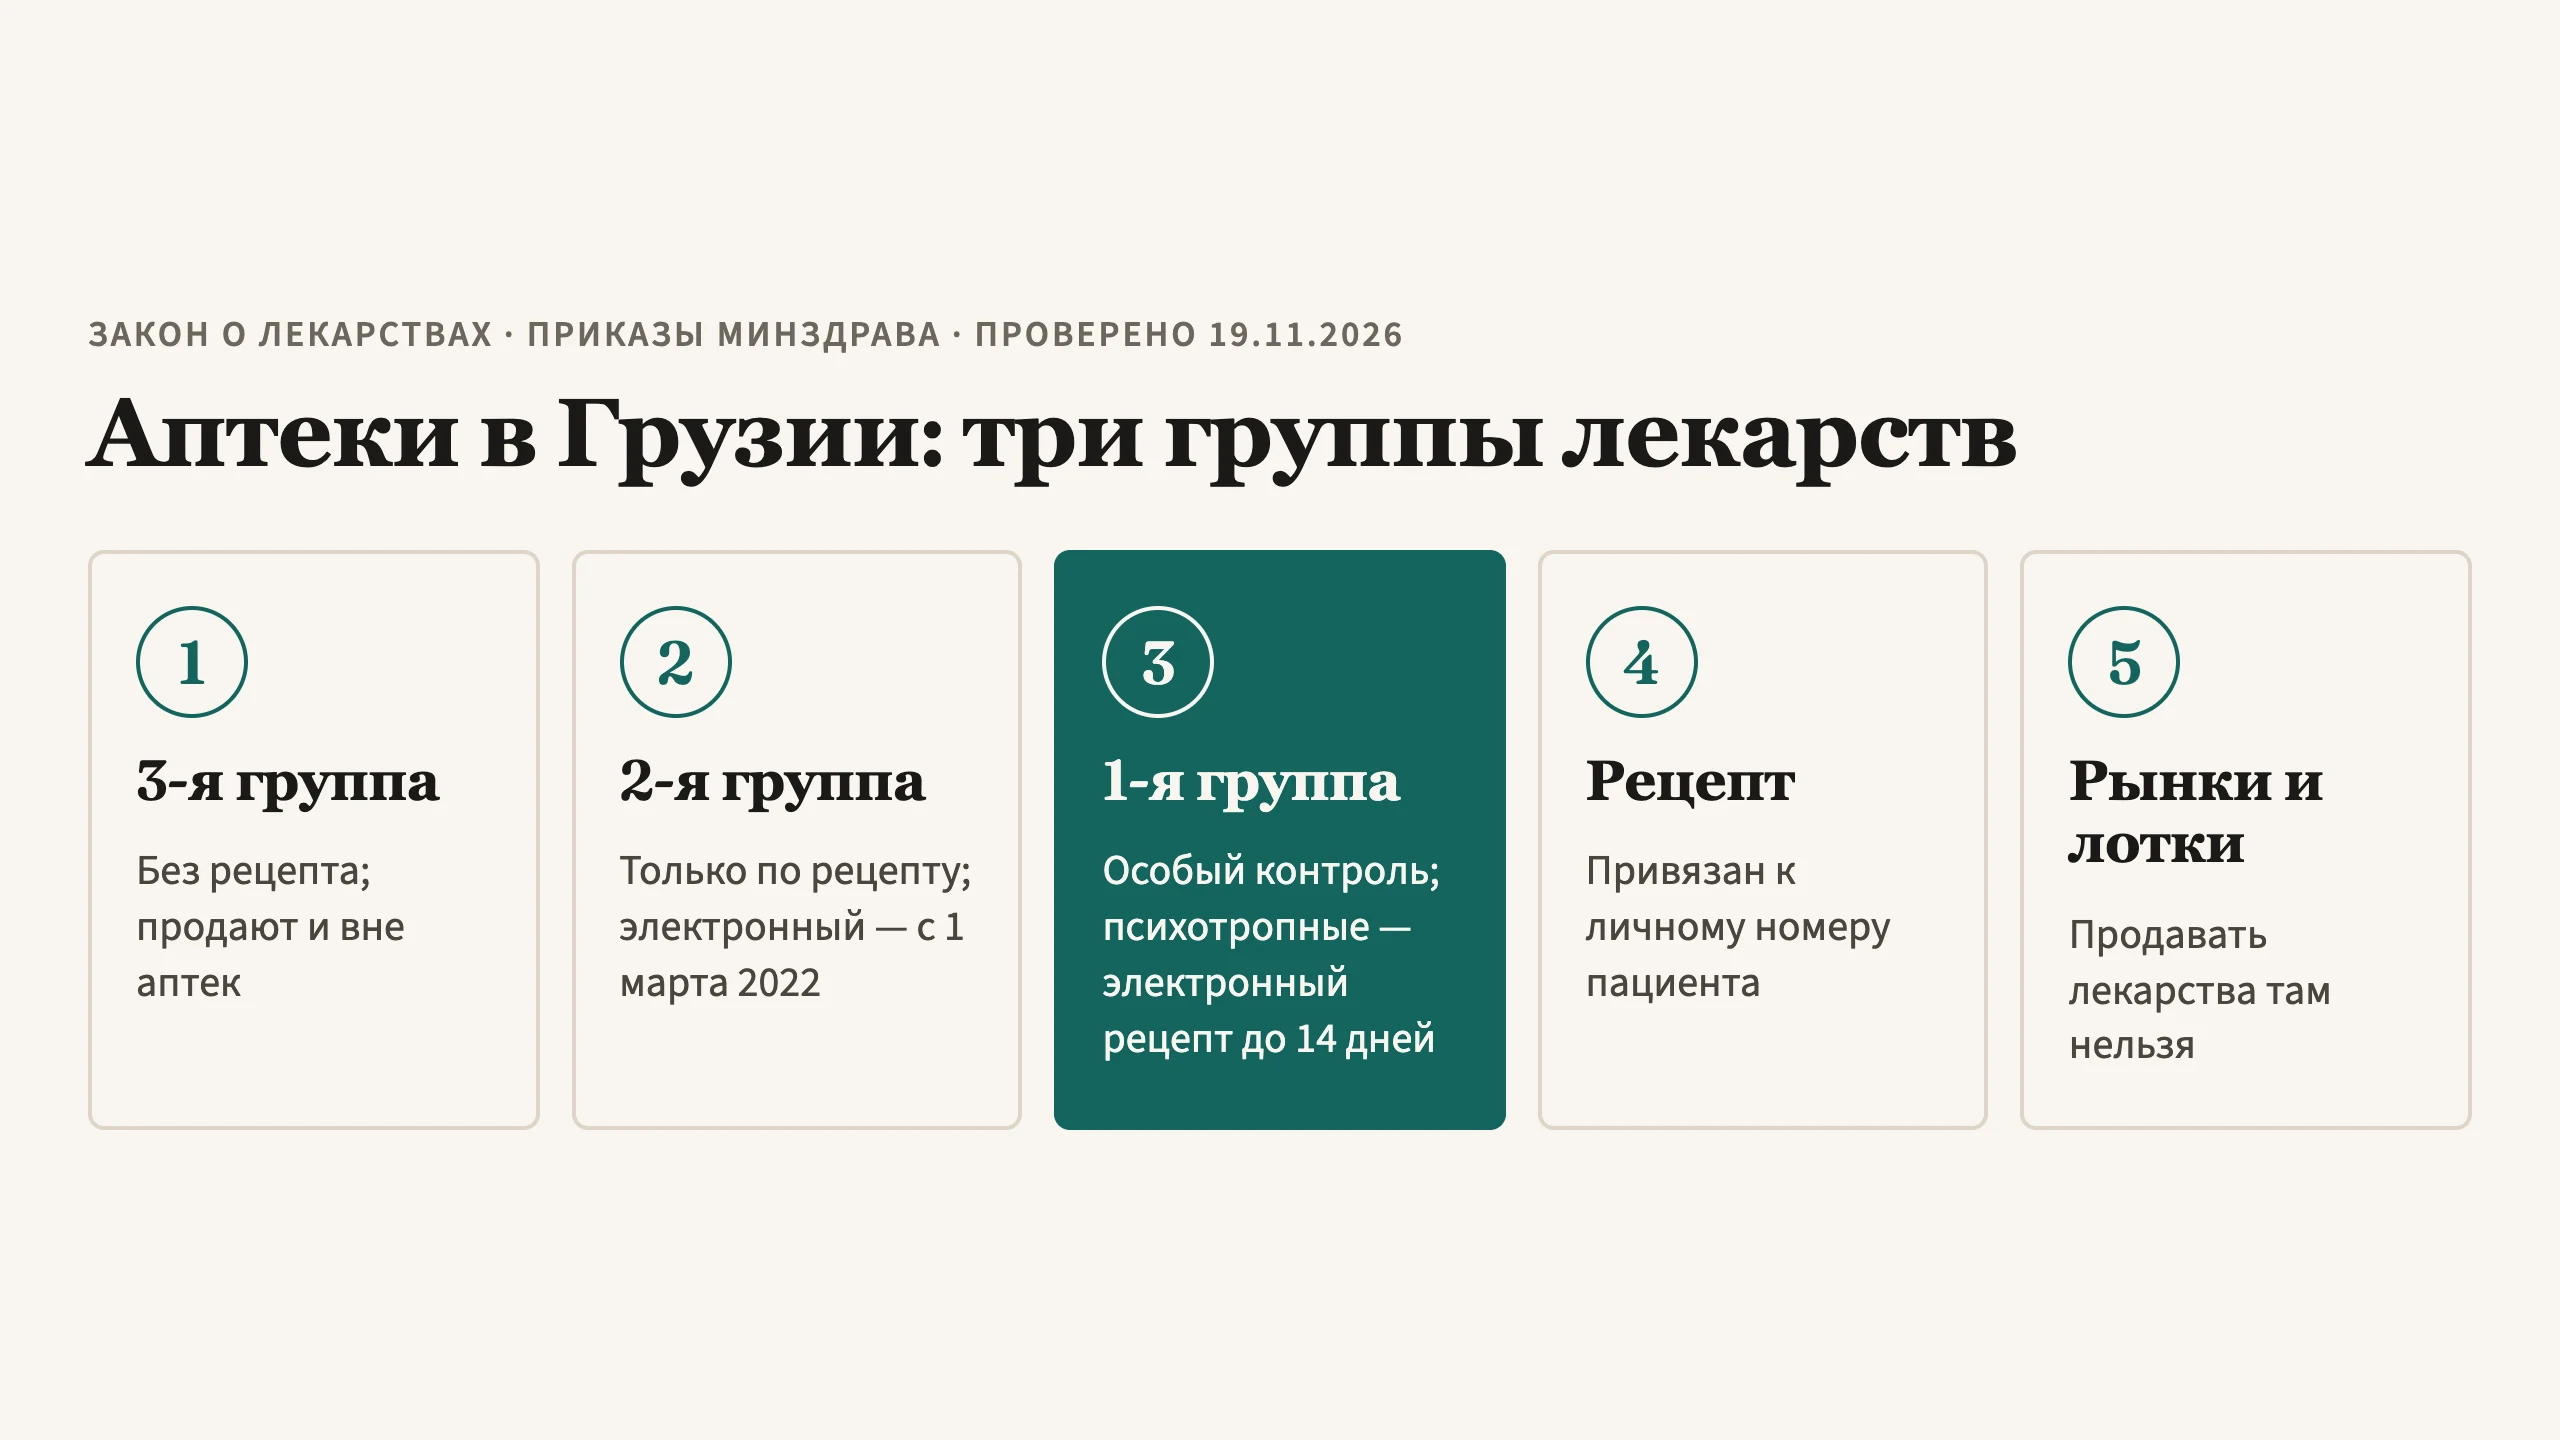 ЗАКОН О ЛЕКАРСТВАХ · ПРИКАЗЫ МИНЗДРАВА · ПРОВЕРЕНО 19.11.2026
Аптеки в Грузии: три группы лекарств
1
3-я группа
Без рецепта;
продают и вне
аптек
2
2-я группа
Только по рецепту;
электронный — с 1
марта 2022
3
1-я группа
Особый контроль;
психотропные —
электронный
рецепт до 14 дней
4
Рецепт
Привязан к
личному номеру
пациента
5
Рынки и
лотки
Продавать
лекарства там
нельзя